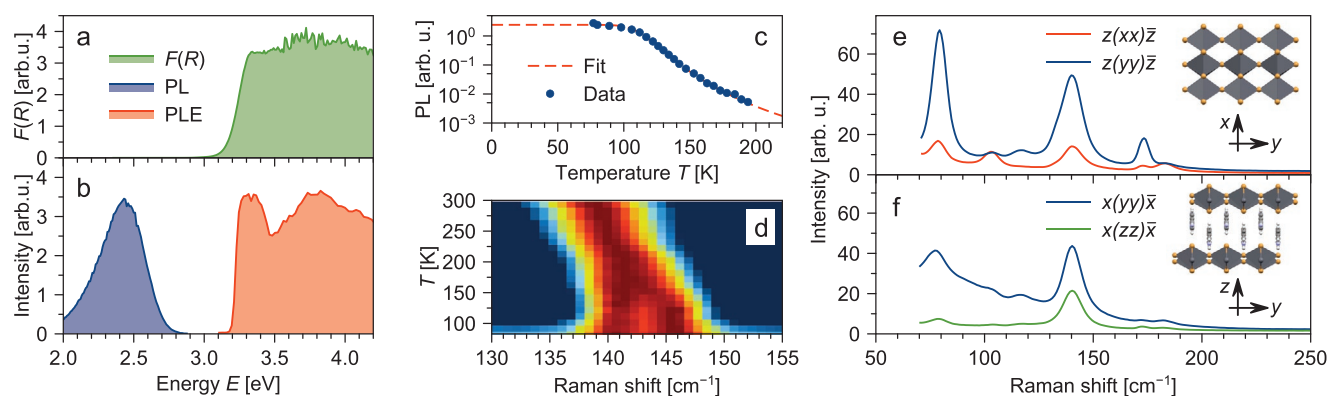 a
F(R)
PL
PLE
F(R) [arb.u.]
4
3
2
1
0
b
Intensity [arb.u.]
4
3
2
1
0
2.0 2.5 3.0 3.5 4.0
Energy E [eV]
c
Fit
Data
PL [arb. u.]
10⁰
10⁻¹
10⁻²
10⁻³
0 50 100 150 200
Temperature T [K]
d
T [K]
300
250
200
150
100
130 135 140 145 150 155
Raman shift [cm⁻¹]
e
z(xx)z̄
z(yy)z̄
x
y
60
40
20
0
Intensity [arb. u.]
f
x(yy)x̄
x(zz)x̄
z
y
60
40
20
0
50 100 150 200 250
Raman shift [cm⁻¹]